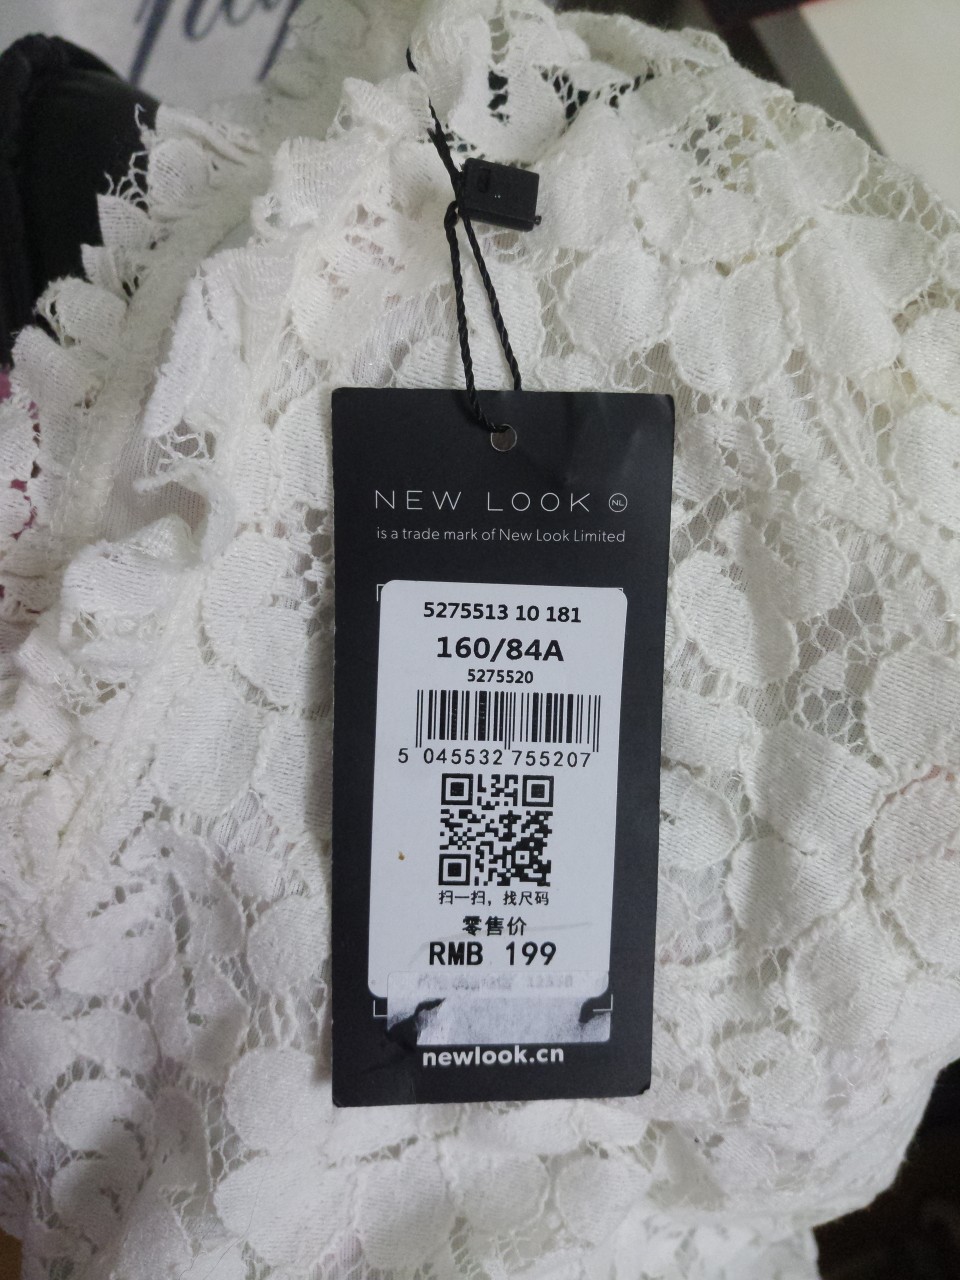 NEW LOOK NL
is a trade mark of New Look Limited
5275513 10 181
160/84A
5275520
5 045532 755207
扫一扫，找尺码
零售价
RMB 199
newlook.cn